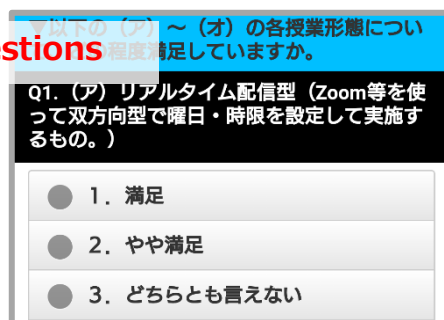 ▼以下の（ア）～（オ）の各授業形態につい
stions
程度満足していますか。
Q1.（ア）リアルタイム配信型（Zoom等を使
って双方向型で曜日・時限を設定して実施す
るもの。）
1．満足
2．やや満足
3．どちらとも言えない